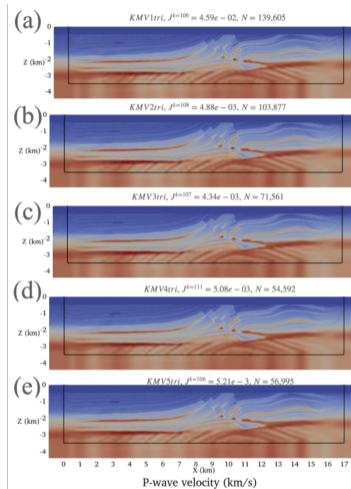 (a) KMV1tri, J^{k=106} = 4.59e − 02, N = 139,605
0
-1
Z (km) -2
-3
-4
(b) KMV2tri, J^{k=108} = 4.88e − 03, N = 103,877
0
-1
Z (km) -2
-3
-4
(c) KMV3tri, J^{k=107} = 4.34e − 03, N = 71,561
0
-1
Z (km) -2
-3
-4
(d) KMV4tri, J^{k=111} = 5.08e − 03, N = 54,592
0
-1
Z (km) -2
-3
-4
(e) KMV5tri, J^{k=106} = 5.21e − 3, N = 56,995
0
-1
Z (km) -2
-3
-4
0 1 2 3 4 5 6 7 8 9 10 11 12 13 14 15 16 17
X (km)
P-wave velocity (km/s)